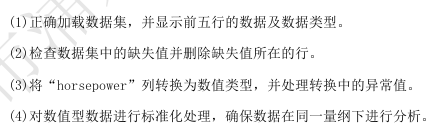 (1)正确加载数据集，并显示前五行的数据及数据类型。
(2)检查数据集中的缺失值并删除缺失值所在的行。
(3)将“horsepower”列转换为数值类型，并处理转换中的异常值。
(4)对数值型数据进行标准化处理，确保数据在同一量纲下进行分析。